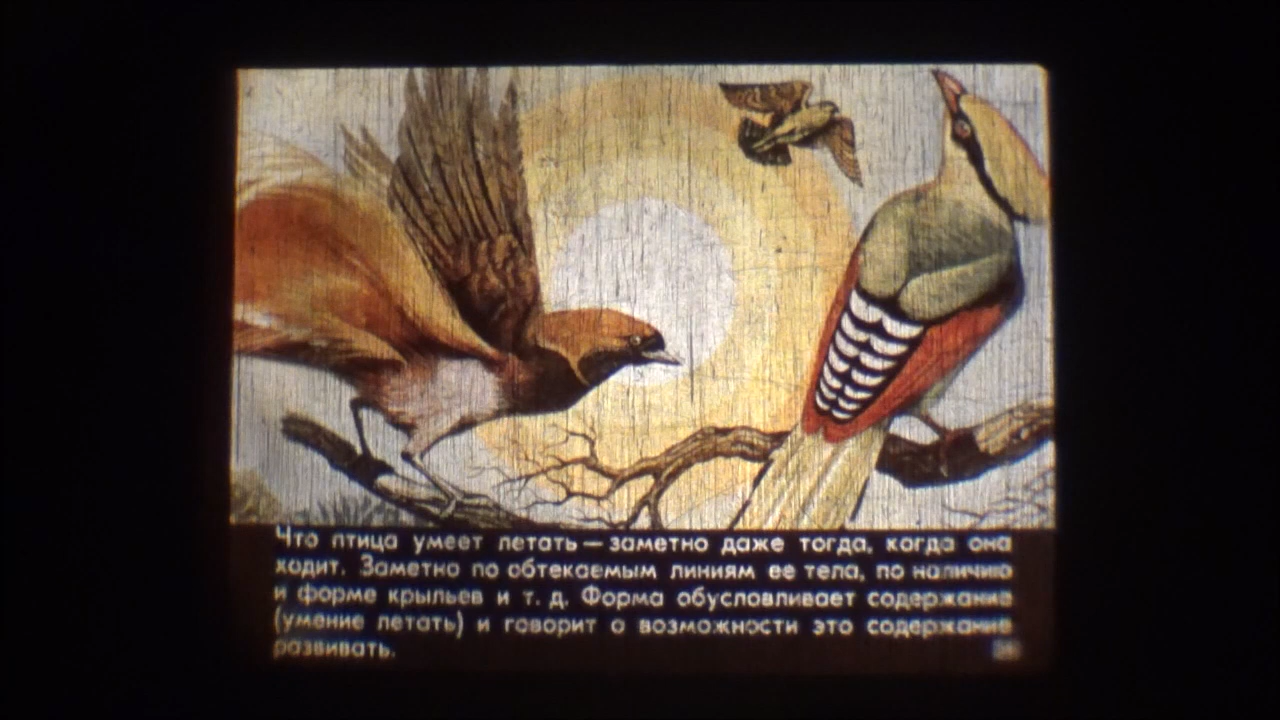 Что птица умеет летать — заметно даже тогда, когда она
ходит. Заметно по обтекаемым линиям ее тела, по наличию
и форме крыльев и т. д. Форма обусловливает содержание
(умение летать) и говорит о возможности это содержание
развивать.